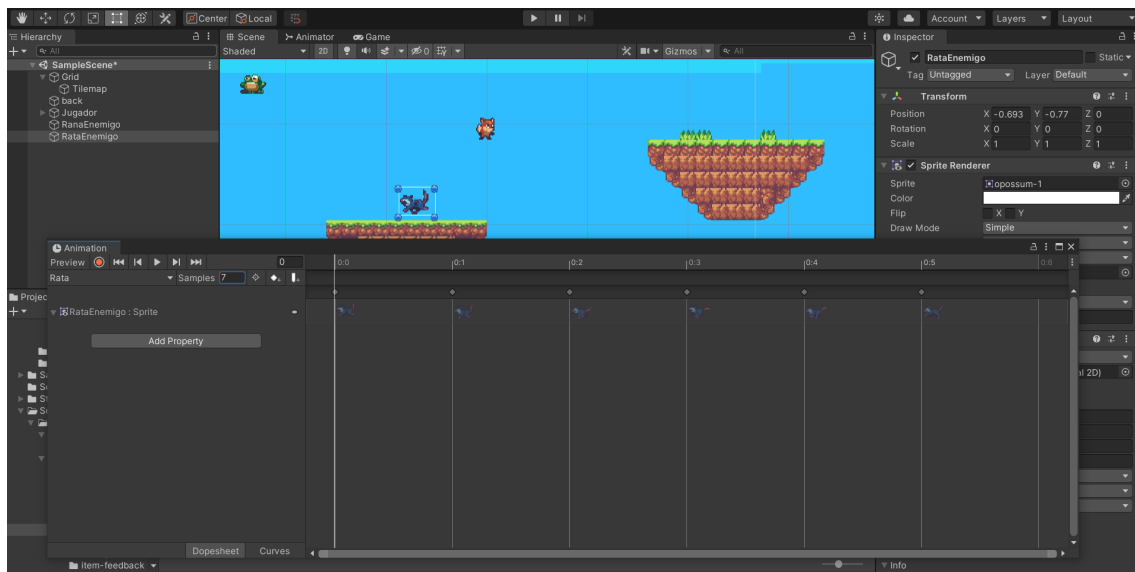 Center Local Account Layers Layout
Hierarchy
All
SampleScene*
Grid
Tilemap
back
Jugador
RanaEnemigo
RataEnemigo
Scene Animator Game
Shaded 2D 0 Gizmos All
Inspector
RataEnemigo Static
Tag Untagged Layer Default
Transform
Position X -0.693 Y -0.77 Z 0
Rotation X 0 Y 0 Z 0
Scale X 1 Y 1 Z 1
Sprite Renderer
Sprite opossum-1
Color
Flip X Y
Draw Mode Simple
Animation
Preview 0 0:0 0:1 0:2 0:3 0:4 0:5 0:6
Rata Samples 7
RataEnemigo : Sprite
Add Property
Dopesheet Curves
Projec
al 2D)
item-feedback
Info